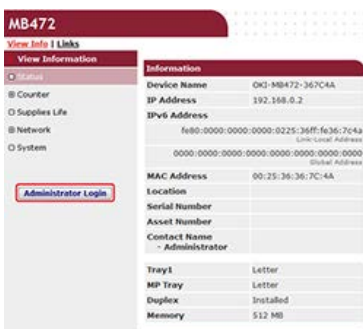 MB472
View Info | Links
View Information
Status
Counter
Supplies Life
Network
System
Administrator Login
Information
Device Name OKI-MB472-367C4A
IP Address 192.168.0.2
IPv6 Address
fe80:0000:0000:0000:0225:36ff:fe36:7c4a
Link-Local Address
0000:0000:0000:0000:0000:0000:0000:0000
Global Address
MAC Address 00:25:36:36:7C:4A
Location
Serial Number
Asset Number
Contact Name
- Administrator
Tray1 Letter
MP Tray Letter
Duplex Installed
Memory 512 MB